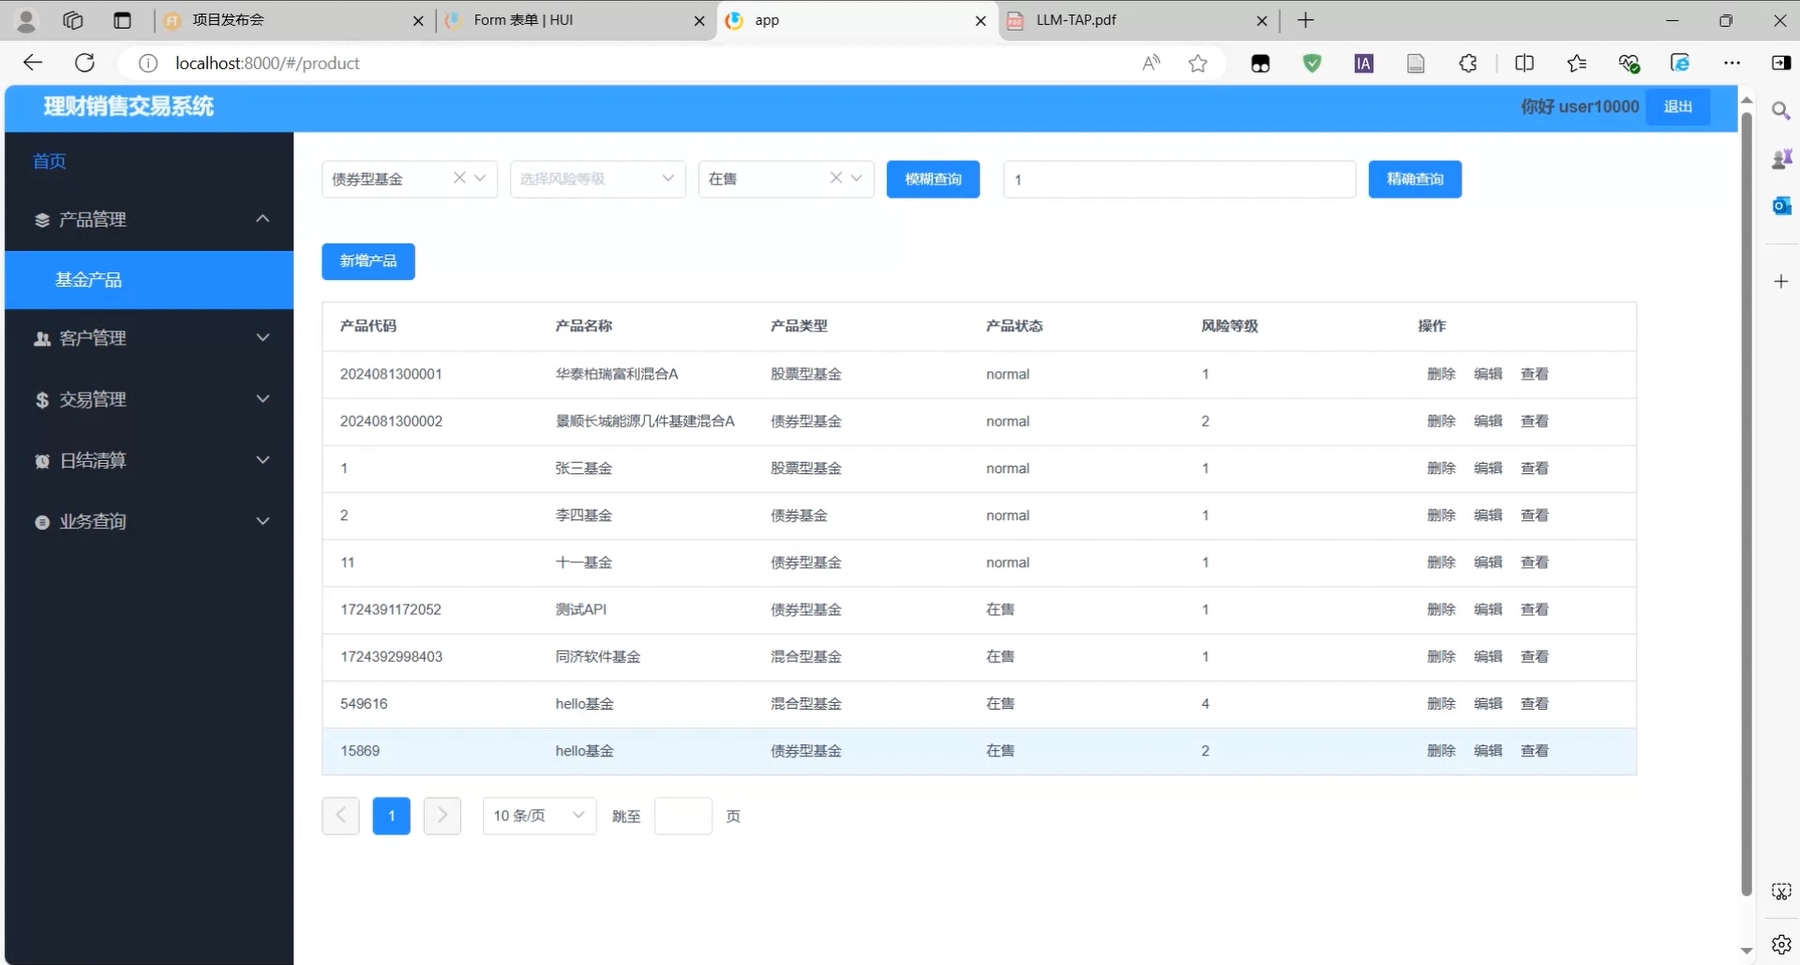 项目发布会
Form 表单 | HUI
app
LLM-TAP.pdf
localhost:8000/#/product
理财销售交易系统
你好 user10000
退出
首页
产品管理
基金产品
客户管理
交易管理
日结清算
业务查询
债券型基金
选择风险等级
在售
模糊查询
1
精确查询
新增产品
产品代码 产品名称 产品类型 产品状态 风险等级 操作
2024081300001 华泰柏瑞富利混合A 股票型基金 normal 1 删除 编辑 查看
2024081300002 景顺长城能源几件基建混合A 债券型基金 normal 2 删除 编辑 查看
1 张三基金 股票型基金 normal 1 删除 编辑 查看
2 李四基金 债券基金 normal 1 删除 编辑 查看
11 十一基金 债券型基金 normal 1 删除 编辑 查看
1724391172052 测试API 债券型基金 在售 1 删除 编辑 查看
1724392998403 同济软件基金 混合型基金 在售 1 删除 编辑 查看
549616 hello基金 混合型基金 在售 4 删除 编辑 查看
15869 hello基金 债券型基金 在售 2 删除 编辑 查看
1 10 条/页 跳至 页